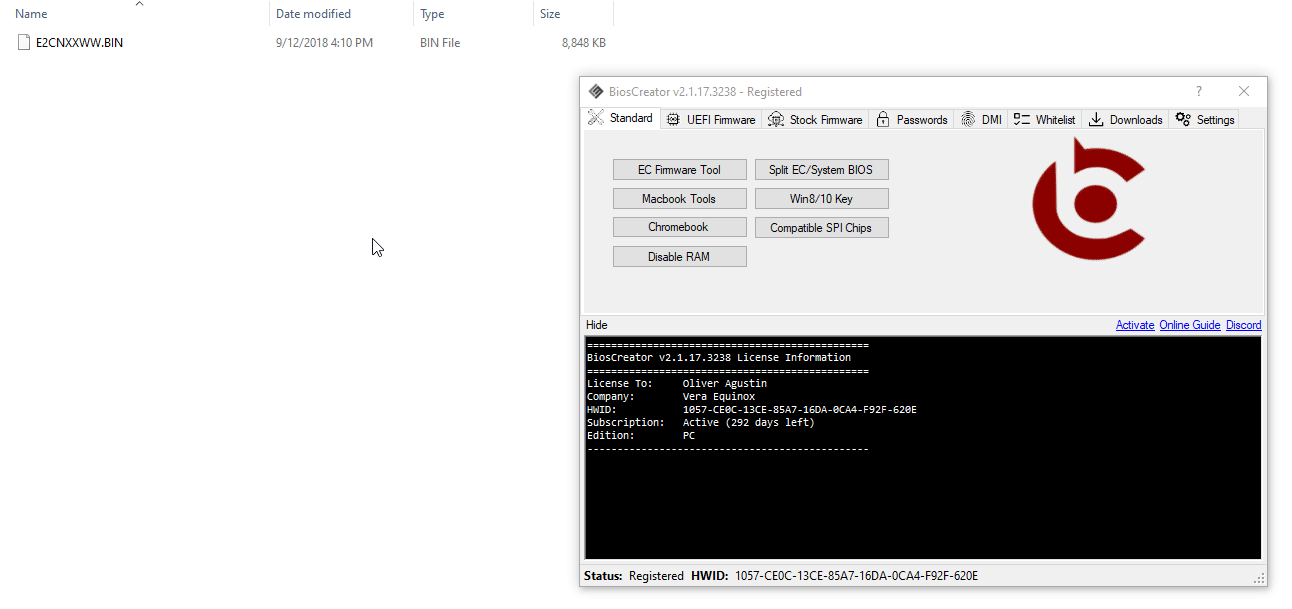 Name Date modified Type Size
E2CNXXWW.BIN 9/12/2018 4:10 PM BIN File 8,848 KB
BiosCreator v2.1.17.3238 - Registered ?
Standard UEFI Firmware Stock Firmware Passwords DMI Whitelist Downloads Settings
EC Firmware Tool Split EC/System BIOS
Macbook Tools Win8/10 Key
Chromebook Compatible SPI Chips
Disable RAM
Hide Activate Online Guide Discord
===============================================
BiosCreator v2.1.17.3238 License Information
===============================================
License To: Oliver Agustin
Company: Vera Equinox
HWID: 1057-CE0C-13CE-85A7-16DA-0CA4-F92F-620E
Subscription: Active (292 days left)
Edition: PC
-----------------------------------------------
Status: Registered HWID: 1057-CE0C-13CE-85A7-16DA-0CA4-F92F-620E